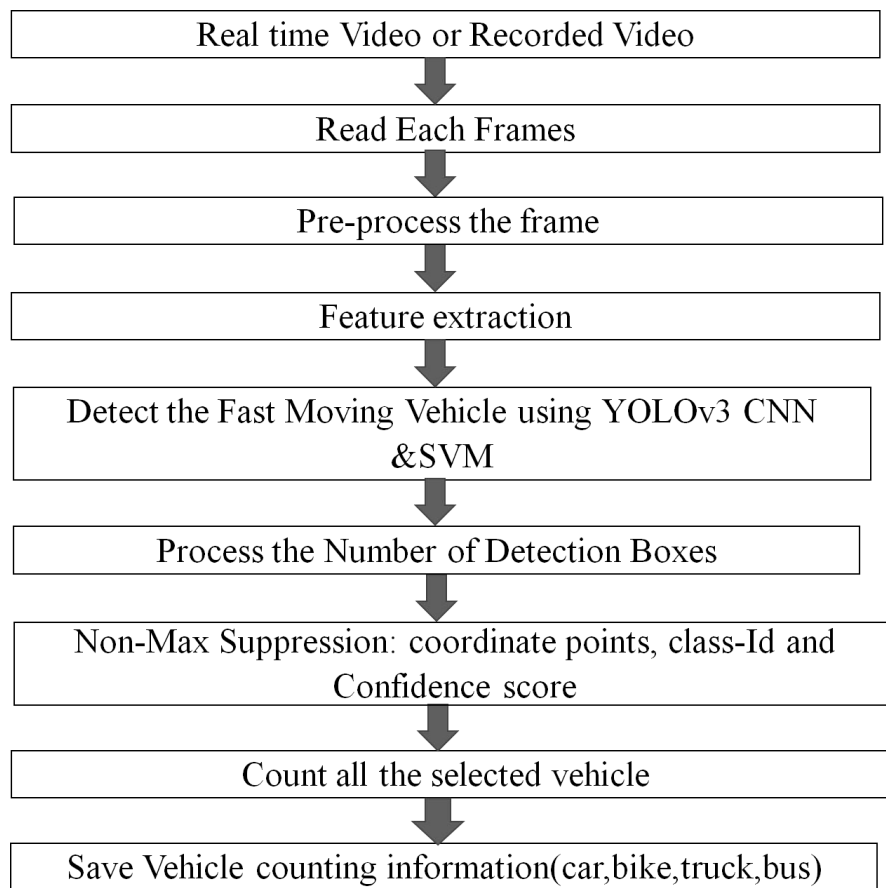 Real time Video or Recorded Video
Read Each Frames
Pre-process the frame
Feature extraction
Detect the Fast Moving Vehicle using YOLOv3 CNN
&SVM
Process the Number of Detection Boxes
Non-Max Suppression: coordinate points, class-Id and
Confidence score
Count all the selected vehicle
Save Vehicle counting information(car,bike,truck,bus)